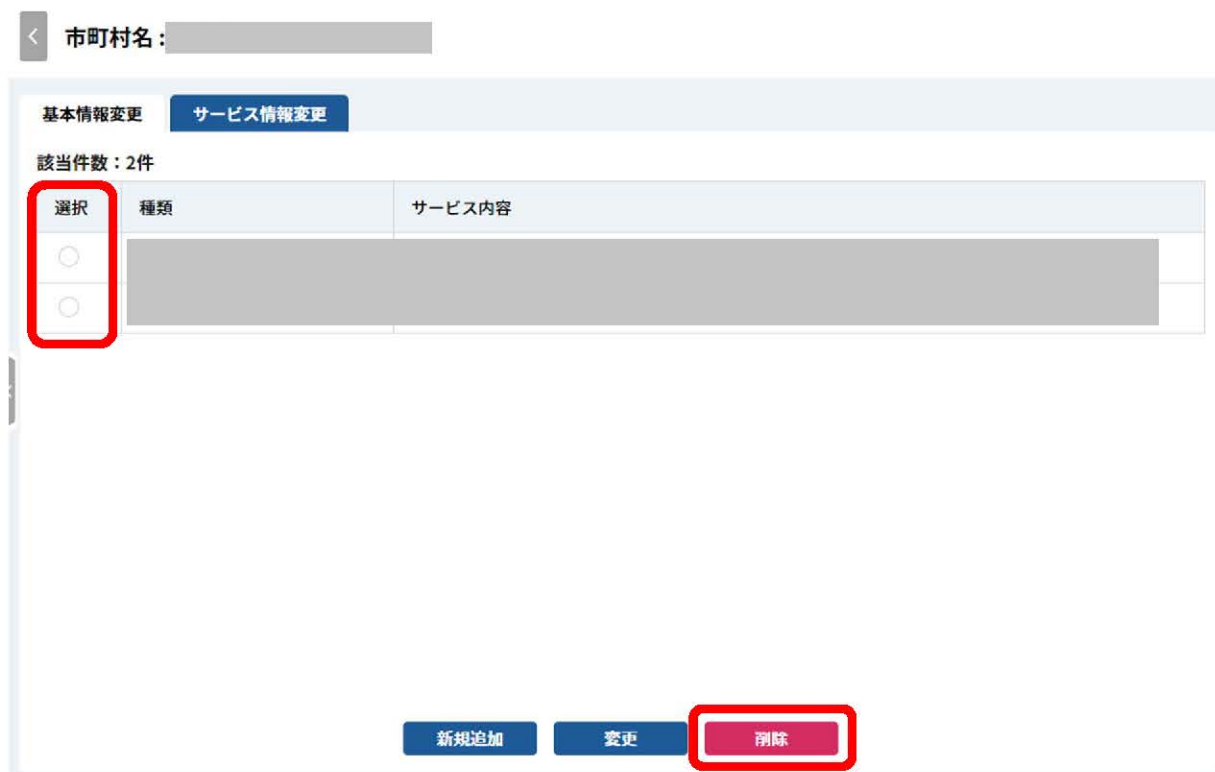 市町村名:
基本情報変更 サービス情報変更
該当件数:2件
選択 種類 サービス内容
新規追加 変更 削除